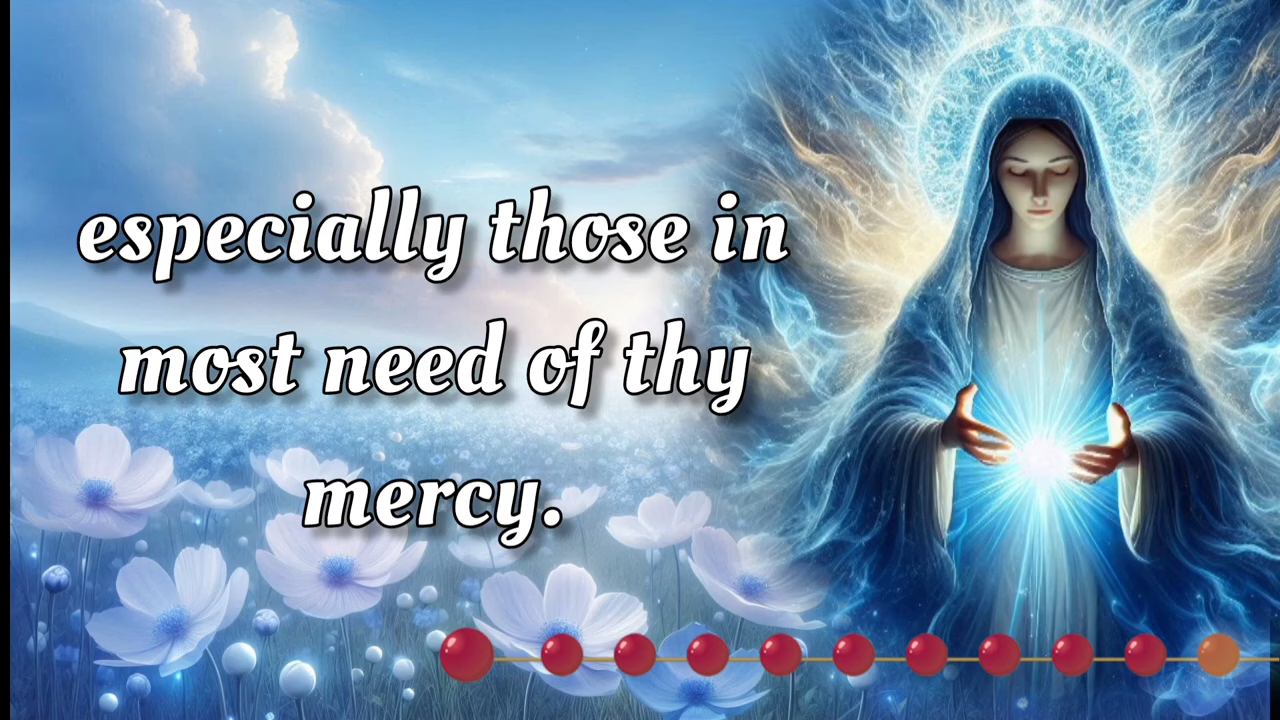 especially those in
most need of thy
mercy.